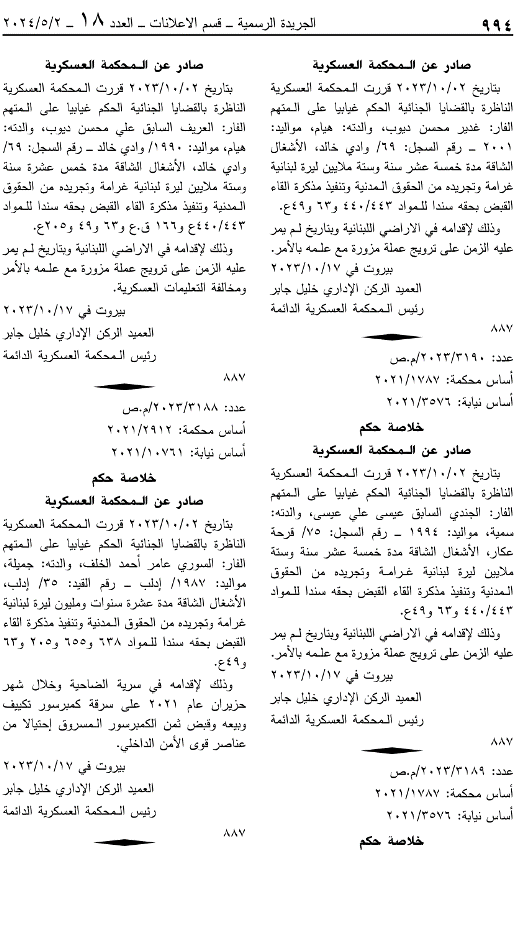 ٩٩٤
الجريدة الرسمية – قسم الاعلانات – العدد ١٨ – ٢٠٢٤/٥/٢
صادر عن المحكمة العسكرية
بتاريخ ٢٠٢٣/١٠/٠٢ قررت المحكمة العسكرية
الناظرة بالقضايا الجنائية الحكم غيابيا على المتهم
الفار: غدير محسن ديوب، والدته: هيام، مواليد:
٢٠٠١ – رقم السجل: ٦٩/ وادي خالد، الأشغال
الشاقة مدة خمسة عشر سنة وستة ملايين ليرة لبنانية
غرامة وتجريده من الحقوق المدنية وتنفيذ مذكرة القاء
القبض بحقه سندا للمواد ٤٤٠/٤٤٣ و٦٣ و٤٩ع.
وذلك لإقدامه في الاراضي اللبنانية وبتاريخ لم يمر
عليه الزمن على ترويج عملة مزورة مع علمه بالأمر.
بيروت في ٢٠٢٣/١٠/١٧
العميد الركن الإداري خليل جابر
رئيس المحكمة العسكرية الدائمة
٨٨٧
عدد: ٢٠٢٣/٣١٩٠/م.ص
أساس محكمة: ٢٠٢١/١٧٨٧
أساس نيابة: ٢٠٢١/٣٥٧٦
خلاصة حكم
صادر عن المحكمة العسكرية
بتاريخ ٢٠٢٣/١٠/٠٢ قررت المحكمة العسكرية
الناظرة بالقضايا الجنائية الحكم غيابيا على المتهم
الفار: الجندي السابق عيسى علي عيسى، والدته:
سمية، مواليد: ١٩٩٤ – رقم السجل: ٧٥/ قرحة
عكار، الأشغال الشاقة مدة خمسة عشر سنة وستة
ملايين ليرة لبنانية غرامة وتجريده من الحقوق
المدنية وتنفيذ مذكرة القاء القبض بحقه سندا للمواد
٤٤٠/٤٤٣ و٦٣ و٤٩ع.
وذلك لإقدامه في الاراضي اللبنانية وبتاريخ لم يمر
عليه الزمن على ترويج عملة مزورة مع علمه بالأمر.
بيروت في ٢٠٢٣/١٠/١٧
العميد الركن الإداري خليل جابر
رئيس المحكمة العسكرية الدائمة
٨٨٧
عدد: ٢٠٢٣/٣١٨٩/م.ص
أساس محكمة: ٢٠٢١/١٧٨٧
أساس نيابة: ٢٠٢١/٣٥٧٦
خلاصة حكم
صادر عن المحكمة العسكرية
بتاريخ ٢٠٢٣/١٠/٠٢ قررت المحكمة العسكرية
الناظرة بالقضايا الجنائية الحكم غيابيا على المتهم
الفار: العريف السابق علي محسن ديوب، والدته:
هيام، مواليد: ١٩٩٠/ وادي خالد – رقم السجل: ٦٩/
وادي خالد، الأشغال الشاقة مدة خمس عشرة سنة
وستة ملايين ليرة لبنانية غرامة وتجريده من الحقوق
المدنية وتنفيذ مذكرة القاء القبض بحقه سندا للمواد
٤٤٠/٤٤٣ع و١٦٦ ق.ع و٦٣ و٤٩ و٢٠٥ع.
وذلك لإقدامه في الاراضي اللبنانية وبتاريخ لم يمر
عليه الزمن على ترويج عملة مزورة مع علمه بالأمر
ومخالفة التعليمات العسكرية.
بيروت في ٢٠٢٣/١٠/١٧
العميد الركن الإداري خليل جابر
رئيس المحكمة العسكرية الدائمة
٨٨٧
عدد: ٢٠٢٣/٣١٨٨/م.ص
أساس محكمة: ٢٠٢١/٢٩١٢
أساس نيابة: ٢٠٢١/١٠٧٦١
خلاصة حكم
صادر عن المحكمة العسكرية
بتاريخ ٢٠٢٣/١٠/٠٢ قررت المحكمة العسكرية
الناظرة بالقضايا الجنائية الحكم غيابيا على المتهم
الفار: السوري عامر أحمد الخلف، والدته: جميلة،
مواليد: ١٩٨٧/ إدلب – رقم القيد: ٣٥/ إدلب،
الأشغال الشاقة مدة عشرة سنوات ومليون ليرة لبنانية
غرامة وتجريده من الحقوق المدنية وتنفيذ مذكرة القاء
القبض بحقه سندا للمواد ٦٣٨ و٦٥٥ و٢٠٥ و٦٣
و٤٩ع.
وذلك لإقدامه في سرية الضاحية وخلال شهر
حزيران عام ٢٠٢١ على سرقة كمبرسور تكييف
وبيعه وقبض ثمن الكمبرسور المسروق إحتيالا من
عناصر قوى الأمن الداخلي.
بيروت في ٢٠٢٣/١٠/١٧
العميد الركن الإداري خليل جابر
رئيس المحكمة العسكرية الدائمة
٨٨٧